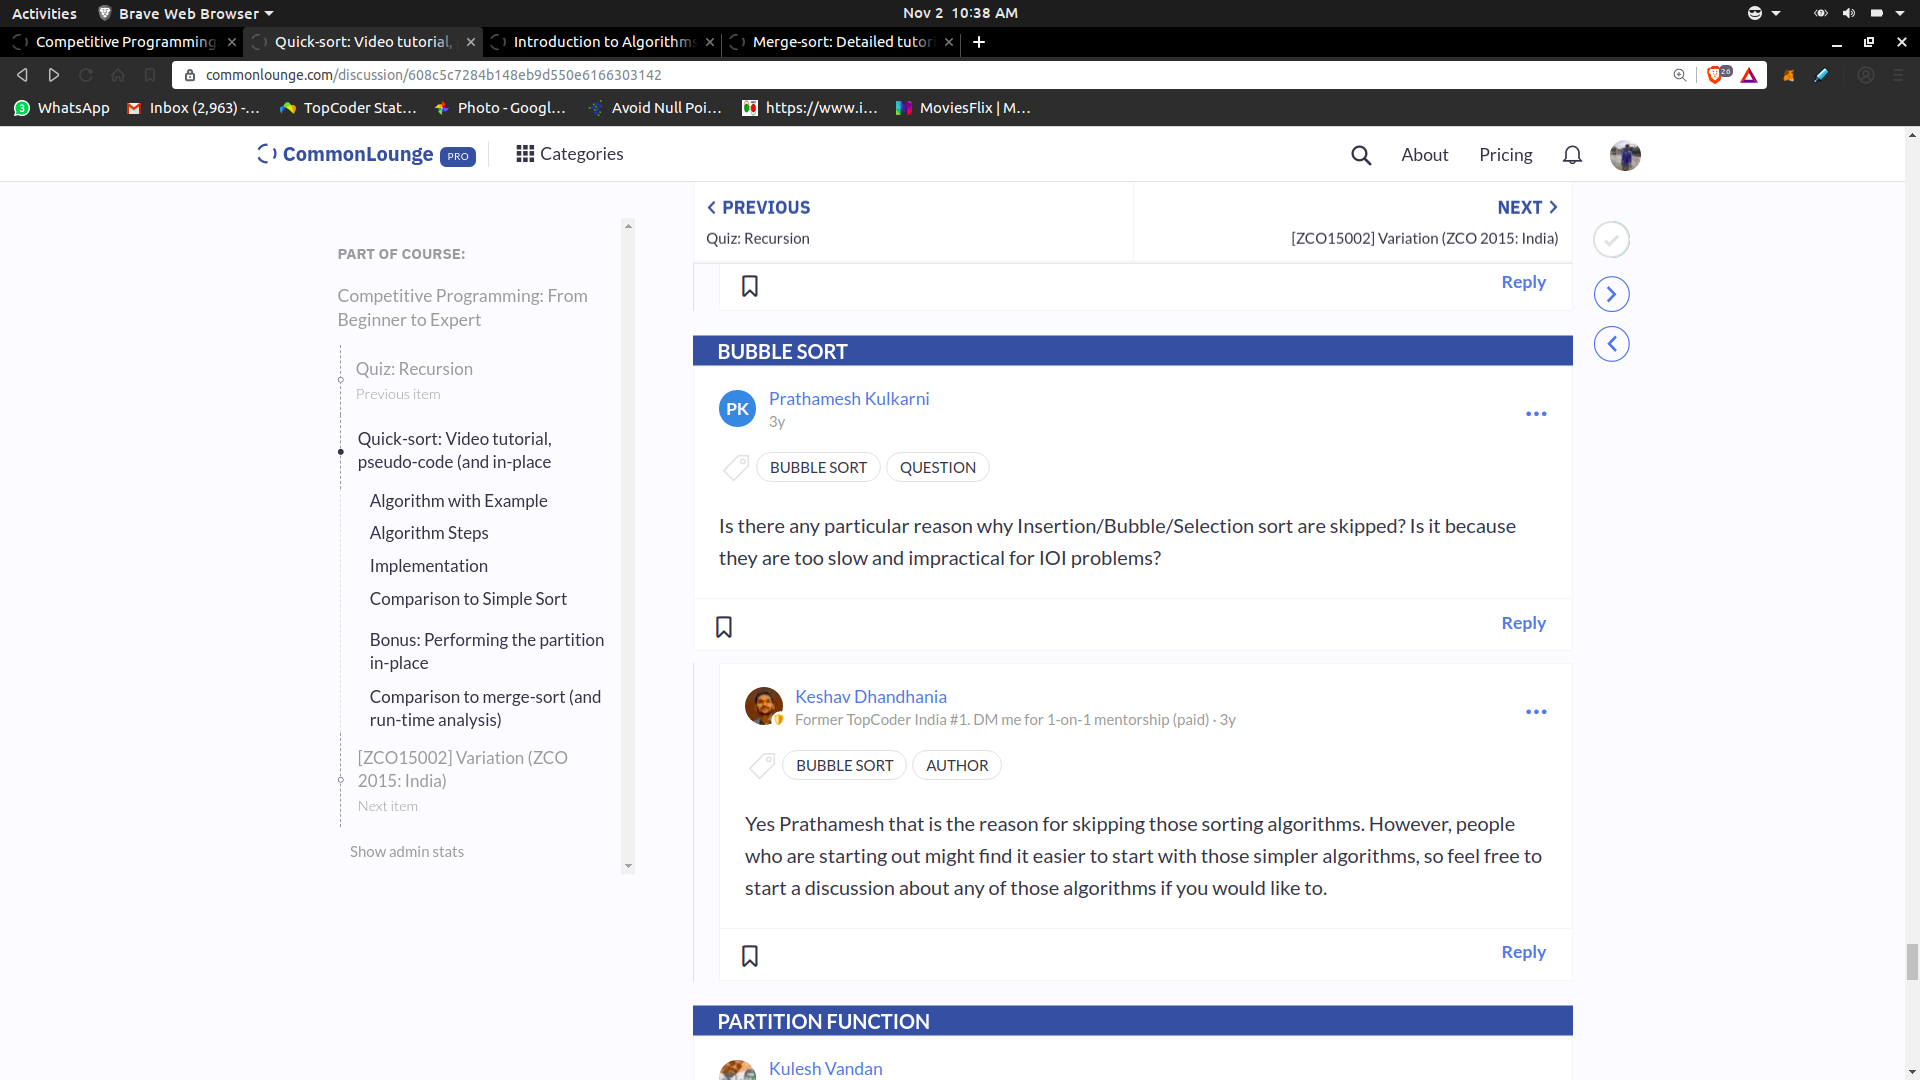 Activities
Brave Web Browser
Nov 2 10:38 AM
Competitive Programming
Quick-sort: Video tutorial,
Introduction to Algorithms
Merge-sort: Detailed tutori
commonlounge.com/discussion/608c5c7284b148eb9d550e6166303142
26
WhatsApp
Inbox (2,963) -...
TopCoder Stat...
Photo - Googl...
Avoid Null Poi...
https://www.i...
MoviesFlix | M...
CommonLounge PRO
Categories
About
Pricing
PREVIOUS
Quiz: Recursion
NEXT
[ZCO15002] Variation (ZCO 2015: India)
PART OF COURSE:
Competitive Programming: From
Beginner to Expert
Quiz: Recursion
Previous item
Quick-sort: Video tutorial,
pseudo-code (and in-place
Algorithm with Example
Algorithm Steps
Implementation
Comparison to Simple Sort
Bonus: Performing the partition
in-place
Comparison to merge-sort (and
run-time analysis)
[ZCO15002] Variation (ZCO
2015: India)
Next item
Show admin stats
Reply
BUBBLE SORT
PK
Prathamesh Kulkarni
3y
BUBBLE SORT
QUESTION
Is there any particular reason why Insertion/Bubble/Selection sort are skipped? Is it because
they are too slow and impractical for IOI problems?
Reply
Keshav Dhandhania
Former TopCoder India #1. DM me for 1-on-1 mentorship (paid) · 3y
BUBBLE SORT
AUTHOR
Yes Prathamesh that is the reason for skipping those sorting algorithms. However, people
who are starting out might find it easier to start with those simpler algorithms, so feel free to
start a discussion about any of those algorithms if you would like to.
Reply
PARTITION FUNCTION
Kulesh Vandan